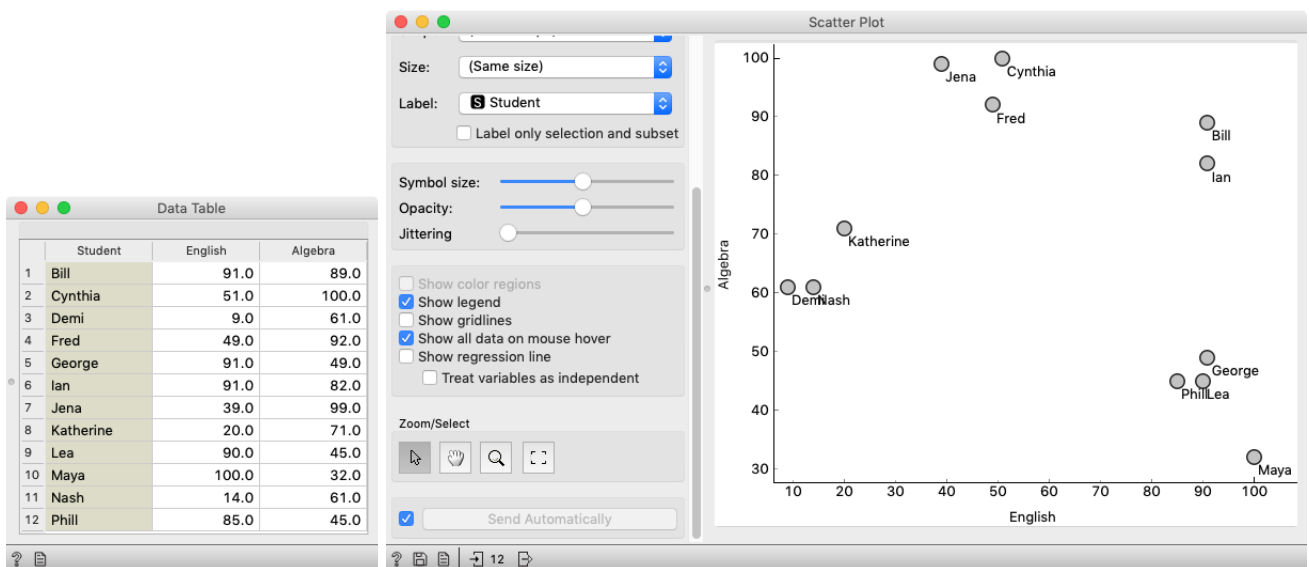 Data Table
Student English Algebra
1 Bill 91.0 89.0
2 Cynthia 51.0 100.0
3 Demi 9.0 61.0
4 Fred 49.0 92.0
5 George 91.0 49.0
6 Ian 91.0 82.0
7 Jena 39.0 99.0
8 Katherine 20.0 71.0
9 Lea 90.0 45.0
10 Maya 100.0 32.0
11 Nash 14.0 61.0
12 Phill 85.0 45.0
?
Scatter Plot
Size: (Same size)
Label: S Student
Label only selection and subset
Symbol size:
Opacity:
Jittering
Show color regions
Show legend
Show gridlines
Show all data on mouse hover
Show regression line
Treat variables as independent
Zoom/Select
Send Automatically
? 12
Algebra
100
90
80
70
60
50
40
30
Jena
Cynthia
Fred
Bill
Ian
Katherine
Demi
Nash
George
Phill
Lea
Maya
10 20 30 40 50 60 70 80 90 100
English